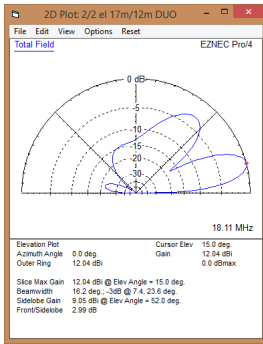 2D Plot: 2/2 el 17m/12m DUO
File Edit View Options Reset
Total Field EZNEC Pro/4
0 dB
-5
-10
-15
-20
-30
18.11 MHz
Elevation Plot Cursor Elev 15.0 deg.
Azimuth Angle 0.0 deg. Gain 12.04 dBi
Outer Ring 12.04 dBi 0.0 dBmax
Slice Max Gain 12.04 dBi @ Elev Angle = 15.0 deg.
Beamwidth 16.2 deg.; -3dB @ 7.4, 23.6 deg.
Sidelobe Gain 9.05 dBi @ Elev Angle = 52.0 deg.
Front/Sidelobe 2.99 dB